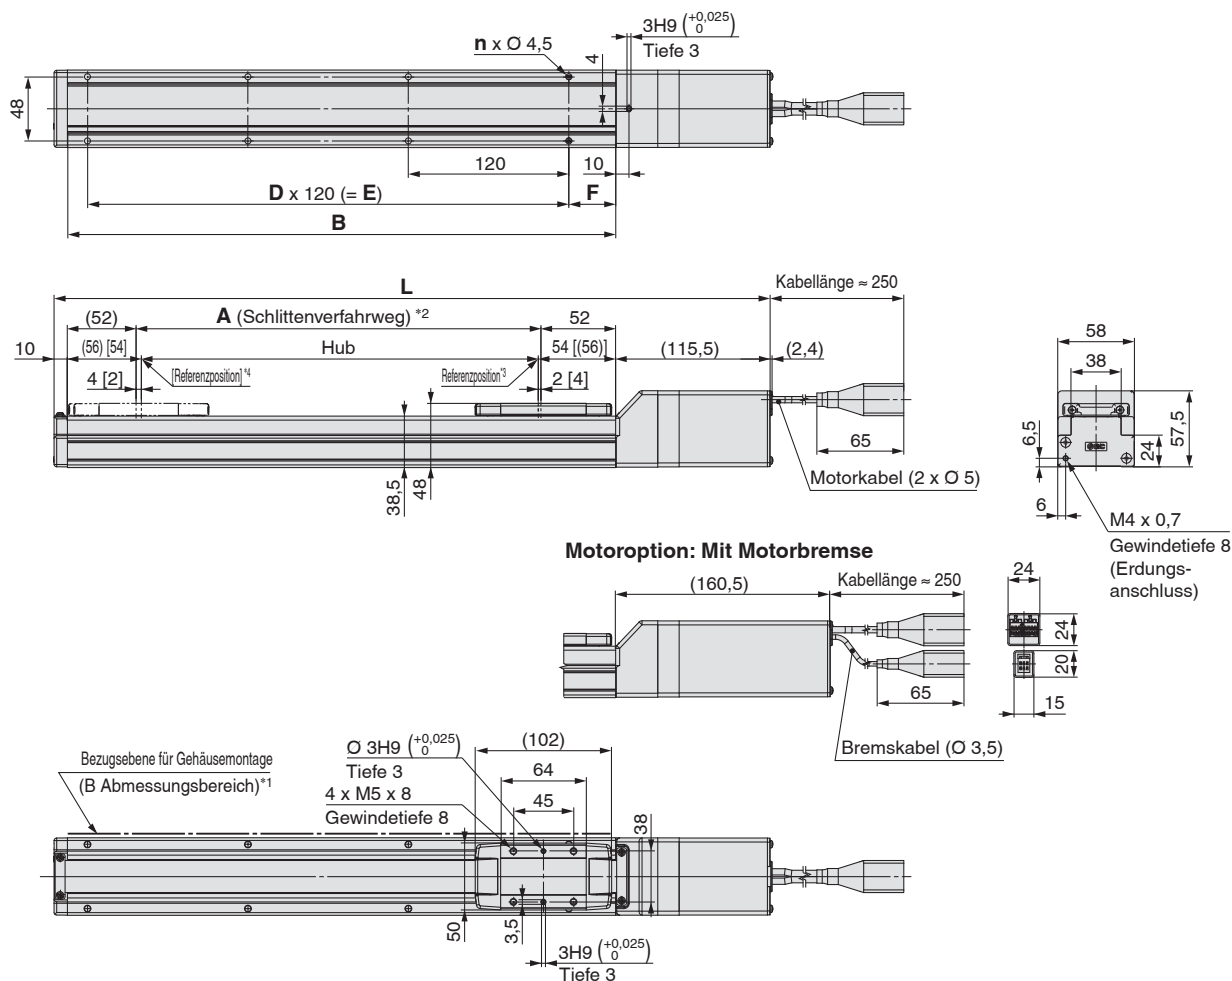 3H9 (+0,025 0)
Tiefe 3
n x Ø 4,5
4
48
120
10
D x 120 (= E)
F
B
L
Kabellänge ≈ 250
(52)
A (Schlittenverfahrweg) *2
52
10
(56) [54]
Hub
54 [(56)]
(115,5)
(2,4)
4 [2]
[Referenzposition] *4
Referenzposition*3
2 [4]
65
38,5
48
Motorkabel (2 x Ø 5)
58
38
6,5
24
57,5
6
M4 x 0,7
Gewindetiefe 8
(Erdungs-
anschluss)
Motoroption: Mit Motorbremse
(160,5)
Kabellänge ≈ 250
24
24
20
65
15
Bremskabel (Ø 3,5)
Bezugsebene für Gehäusemontage
(B Abmessungsbereich)*1
Ø 3H9 (+0,025 0)
Tiefe 3
4 x M5 x 8
Gewindetiefe 8
(102)
64
45
38
50
3,5
3H9 (+0,025 0)
Tiefe 3